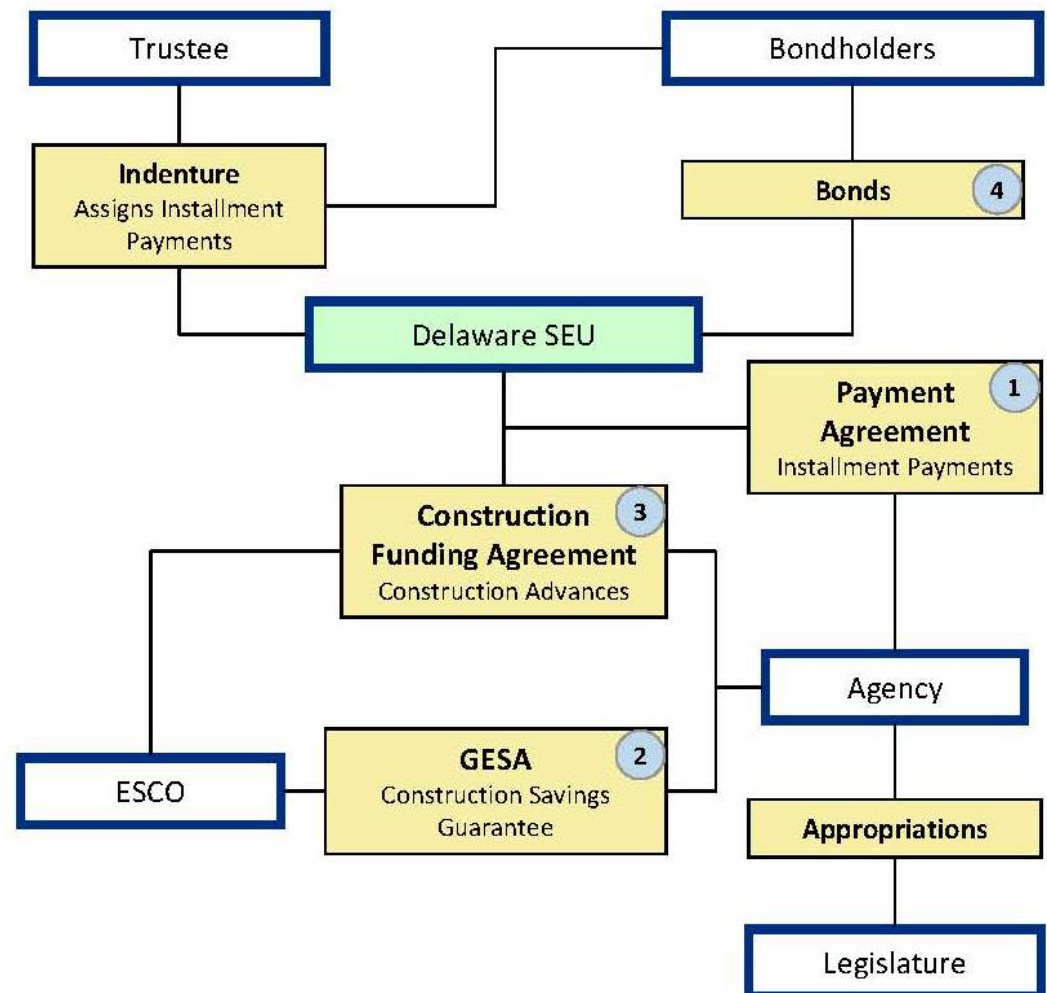 Trustee
Bondholders
Indenture
Assigns Installment
Payments
Bonds
4
Delaware SEU
Payment
Agreement
Installment Payments
1
Construction
Funding Agreement
Construction Advances
3
Agency
ESCO
GESA
Construction Savings
Guarantee
2
Appropriations
Legislature